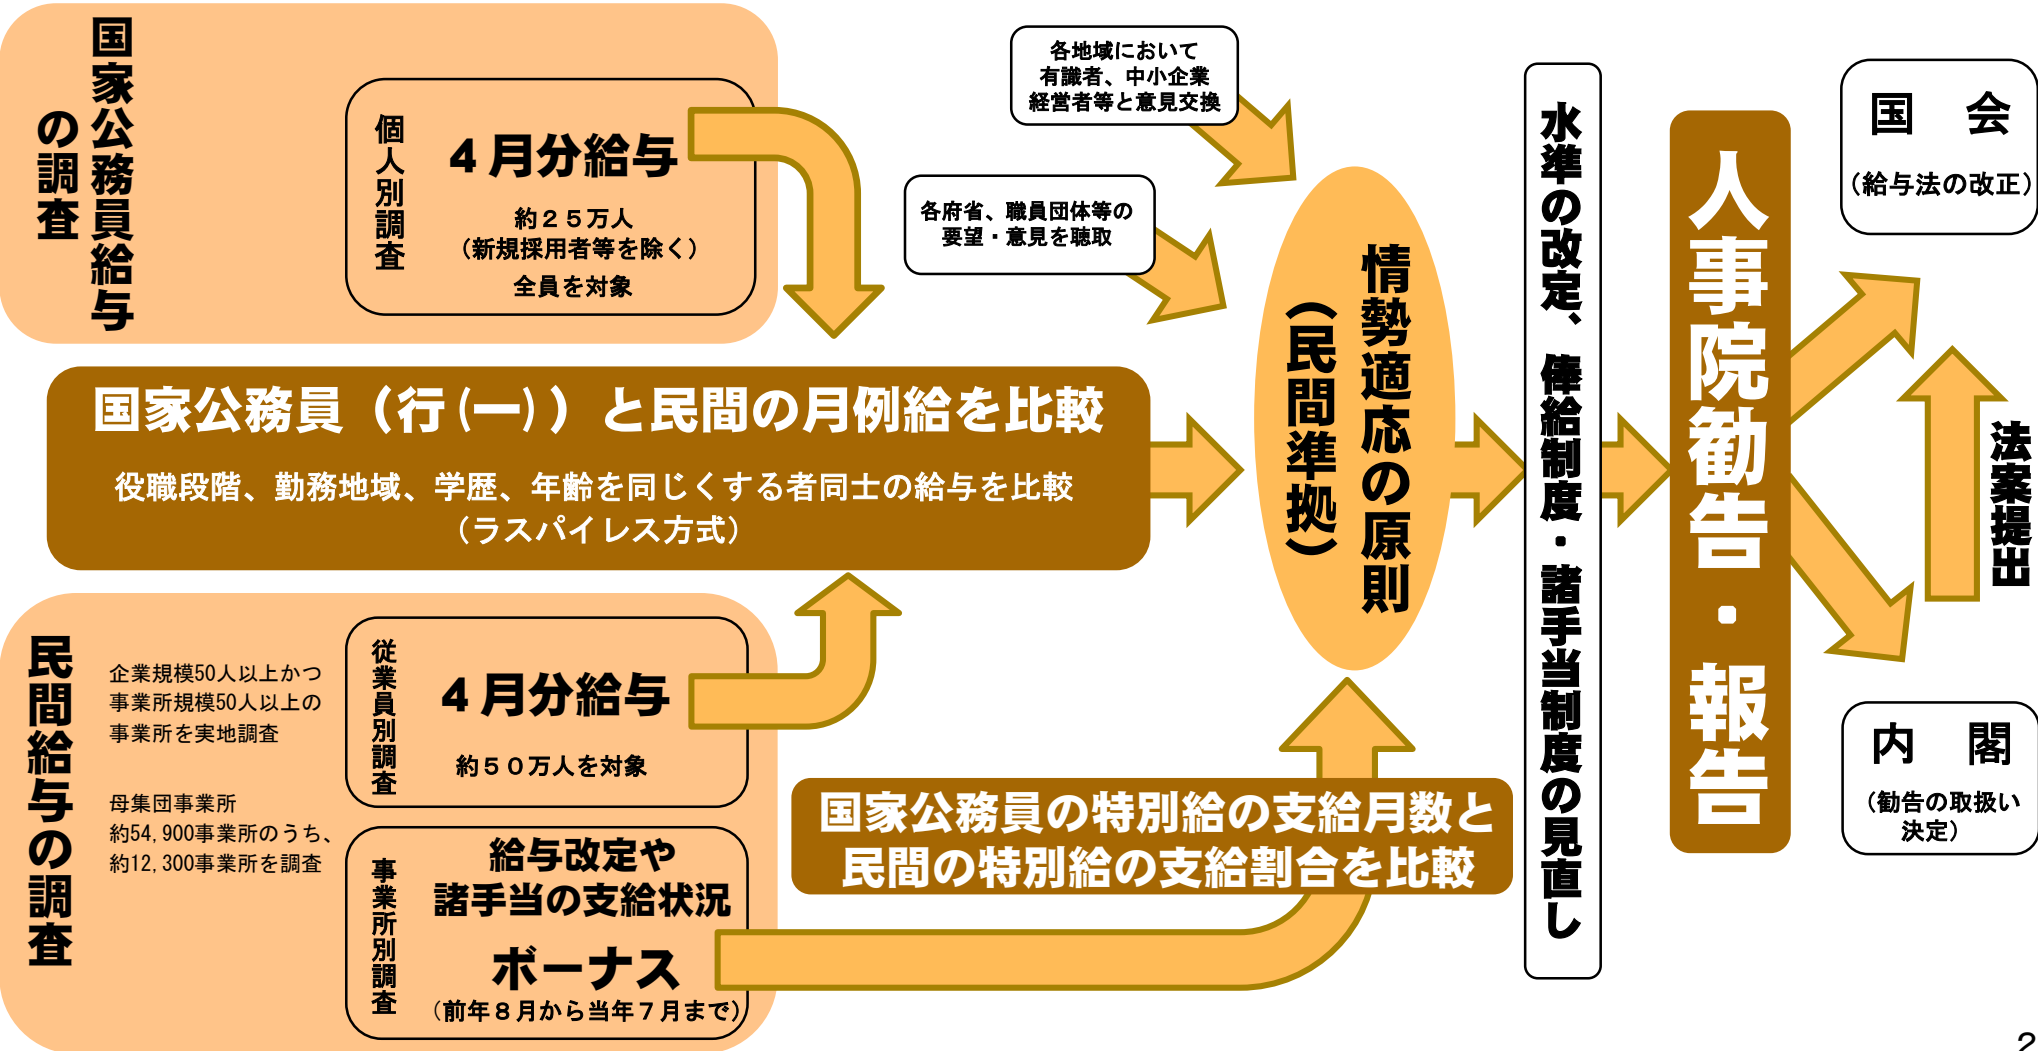 国家公務員給与
の調査
個人別調査
４月分給与
約２５万人
（新規採用者等を除く）
全員を対象
国家公務員（行(一)）と民間の月例給を比較
役職段階、勤務地域、学歴、年齢を同じくする者同士の給与を比較
（ラスパイレス方式）
民間給与の調査
企業規模50人以上かつ
事業所規模50人以上の
事業所を実地調査
母集団事業所
約54,900事業所のうち、
約12,300事業所を調査
従業員別調査
４月分給与
約５０万人を対象
事業所別調査
給与改定や
諸手当の支給状況
ボーナス
（前年８月から当年７月まで）
国家公務員の特別給の支給月数と
民間の特別給の支給割合を比較
各地域において
有識者、中小企業
経営者等と意見交換
各府省、職員団体等の
要望・意見を聴取
情勢適応の原則
（民間準拠）
水準の改定、俸給制度・諸手当制度の見直し
人事院勧告・報告
国　会
（給与法の改正）
法案提出
内　閣
（勧告の取扱い
決定）
2